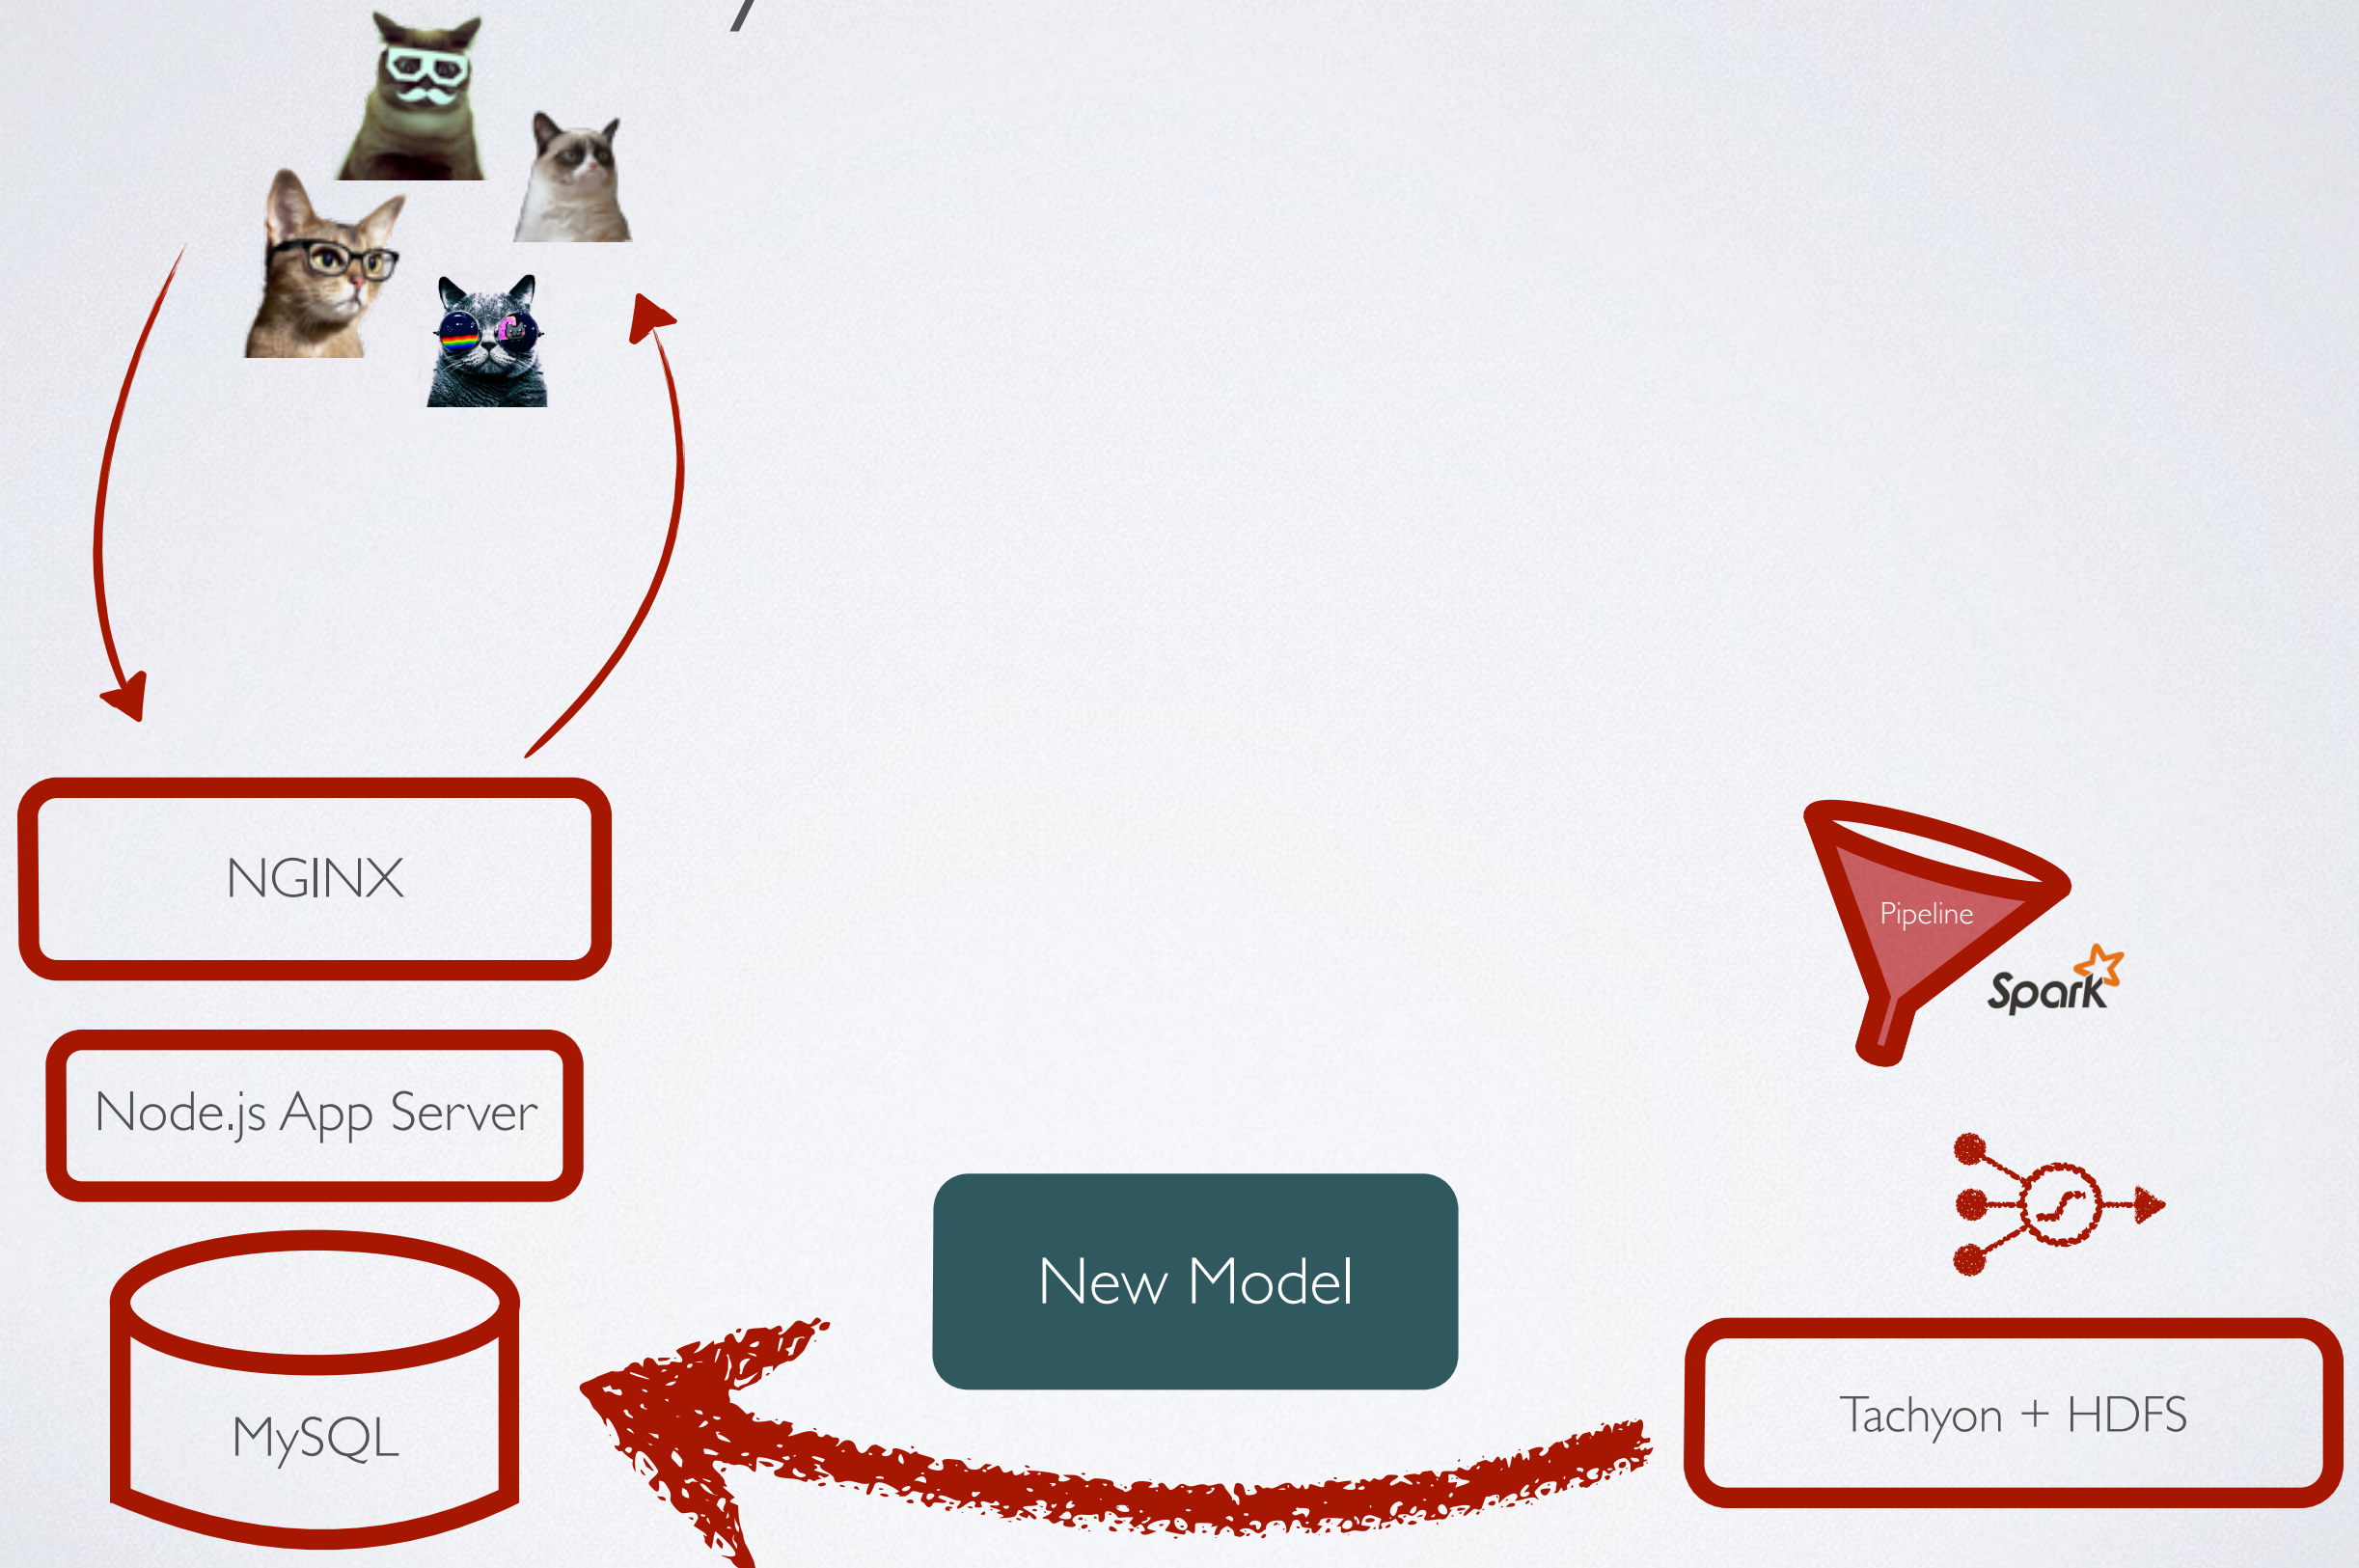 NGINX
Pipeline
Spark
Node.js App Server
New Model
Tachyon + HDFS
MySQL